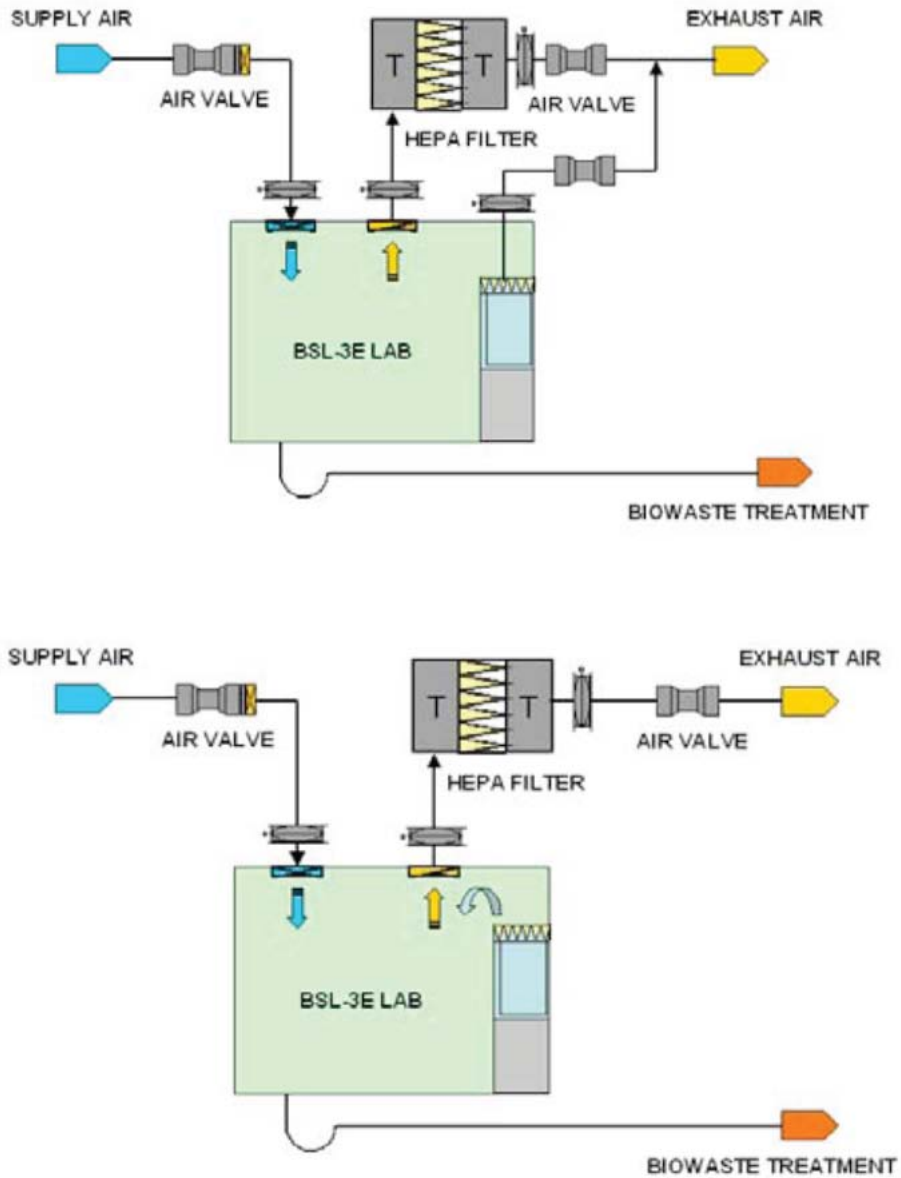 SUPPLY AIR
EXHAUST AIR
T T
AIR VALVE
AIR VALVE
HEPA FILTER
BSL-3E LAB
BIOWASTE TREATMENT
SUPPLY AIR
EXHAUST AIR
T T
AIR VALVE
AIR VALVE
HEPA FILTER
BSL-3E LAB
BIOWASTE TREATMENT